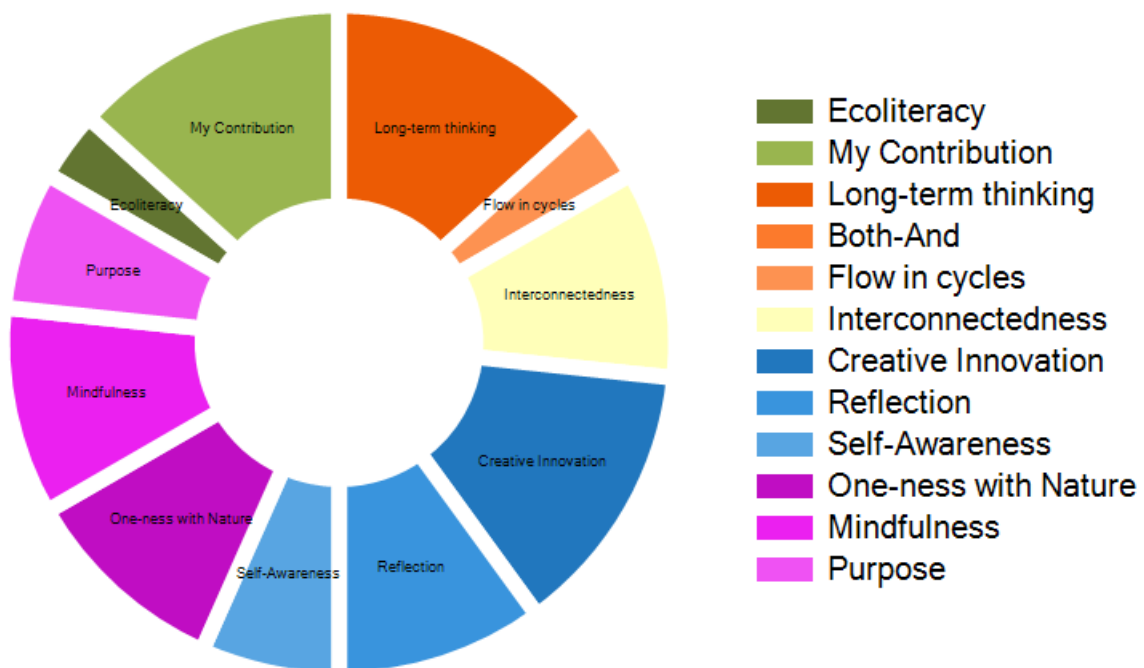 My Contribution
Long-term thinking
Ecoliteracy
Flow in cycles
Purpose
Interconnectedness
Mindfulness
Creative Innovation
One-ness with Nature
Self-Awareness
Reflection
Ecoliteracy
My Contribution
Long-term thinking
Both-And
Flow in cycles
Interconnectedness
Creative Innovation
Reflection
Self-Awareness
One-ness with Nature
Mindfulness
Purpose